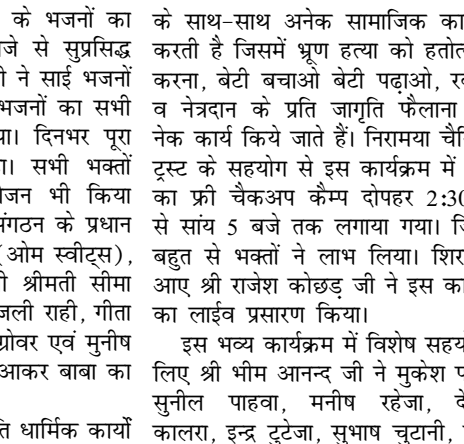 के भजनों का
जे से सुप्रसिद्ध
ी ने साई भजनों
भजनों का सभी
या। दिनभर पूरा
ा। सभी भक्तों
जन भी किया
संगठन के प्रधान
(ओम स्वीट्स),
ी श्रीमती सीमा
जली राही, गीता
ग्रोवर एवं मुनीष
आकर बाबा का
ति धार्मिक कार्यों
के साथ-साथ अनेक सामाजिक का
करती है जिसमें भ्रूण हत्या को हतोत
करना, बेटी बचाओ बेटी पढ़ाओ, र
व नेत्रदान के प्रति जागृति फैलाना
नेक कार्य किये जाते हैं। निरामया चै
ट्रस्ट के सहयोग से इस कार्यक्रम में
का फ्री चैकअप कैम्प दोपहर 2:30
से सांय 5 बजे तक लगाया गया। जि
बहुत से भक्तों ने लाभ लिया। शिर
आए श्री राजेश कोछड़ जी ने इस का
का लाईव प्रसारण किया।
इस भव्य कार्यक्रम में विशेष सहय
लिए श्री भीम आनन्द जी ने मुकेश प
सुनील पाहवा, मनीष रहेजा, दे
कालरा, इन्द्र टुटेजा, सुभाष चुटानी,